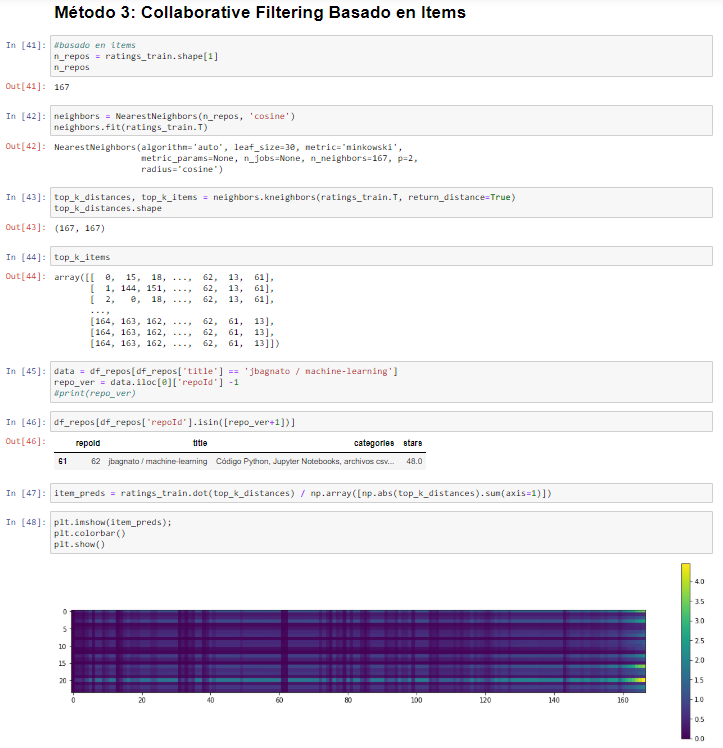 Método 3: Collaborative Filtering Basado en Items
In [41]: #basado en items
n_repos = ratings_train.shape[1]
n_repos
Out[41]: 167
In [42]: neighbors = NearestNeighbors(n_repos, 'cosine')
neighbors.fit(ratings_train.T)
Out[42]: NearestNeighbors(algorithm='auto', leaf_size=30, metric='minkowski',
metric_params=None, n_jobs=None, n_neighbors=167, p=2,
radius='cosine')
In [43]: top_k_distances, top_k_items = neighbors.kneighbors(ratings_train.T, return_distance=True)
top_k_distances.shape
Out[43]: (167, 167)
In [44]: top_k_items
Out[44]: array([[  0,  15,  18, ...,  62,  13,  61],
[  1, 144, 151, ...,  62,  13,  61],
[  2,   0,  18, ...,  62,  13,  61],
...,
[164, 163, 162, ...,  62,  61,  13],
[164, 163, 162, ...,  62,  61,  13],
[164, 163, 162, ...,  62,  61,  13]])
In [45]: data = df_repos[df_repos['title'] == 'jbagnato / machine-learning']
repo_ver = data.iloc[0]['repoId'] -1
#print(repo_ver)
In [46]: df_repos[df_repos['repoId'].isin([repo_ver+1])]
Out[46]:
repoId title categories stars
61 62 jbagnato / machine-learning Código Python, Jupyter Notebooks, archivos csv... 48.0
In [47]: item_preds = ratings_train.dot(top_k_distances) / np.array([np.abs(top_k_distances).sum(axis=1)])
In [48]: plt.imshow(item_preds);
plt.colorbar()
plt.show()
4.0
3.5
3.0
2.5
2.0
1.5
1.0
0.5
0.0
0
5
10
15
20
0 20 40 60 80 100 120 140 160